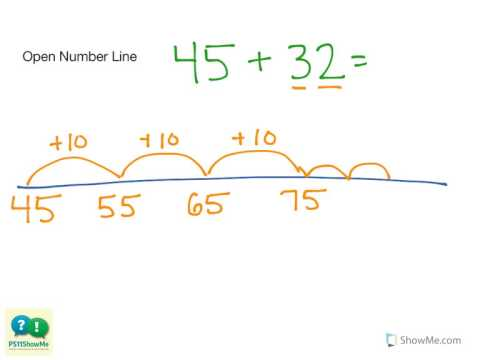 Open Number Line
45 + 32 =
+10 +10 +10
45 55 65 75
? !
PS11ShowMe
ShowMe.com